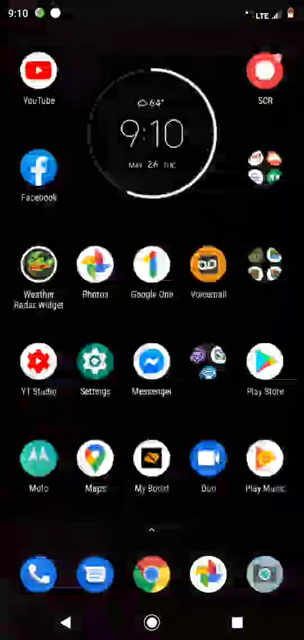 9:10
LTE
YouTube
64°
9:10
MAY 26 TUE
SCR
Facebook
Weather
Radar Widget
Photos
Google One
Voicemail
YT Studio
Settings
Messenger
Play Store
Moto
Maps
My Boost
Duo
Play Music